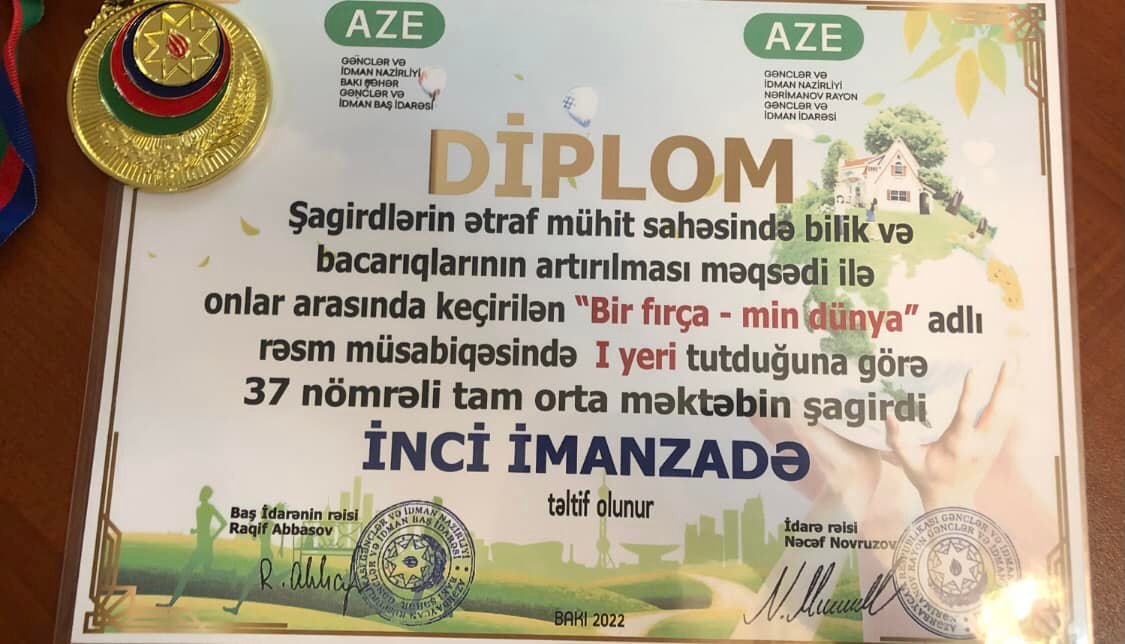 AZE
GƏNCLƏR VƏ
İDMAN NAZİRLİYİ
BAKI ŞƏHƏR
GƏNCLƏR VƏ
İDMAN BAŞ İDARƏSİ
AZE
GƏNCLƏR VƏ
İDMAN NAZİRLİYİ
NƏRİMANOV RAYON
GƏNCLƏR VƏ
İDMAN İDARƏSİ
DİPLOM
Şagirdlərin ətraf mühit sahəsində bilik və
bacarıqlarının artırılması məqsədi ilə
onlar arasında keçirilən “Bir fırça - min dünya” adlı
rəsm müsabiqəsində I yeri tutduğuna görə
37 nömrəli tam orta məktəbin şagirdi
İNCİ İMANZADƏ
təltif olunur
Baş İdarənin rəisi
Raqif Abbasov
İdarə rəisi
Nəcəf Novruzov
BAKI 2022